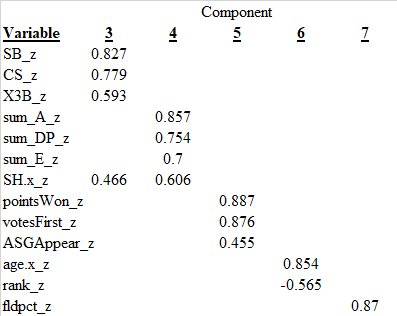 Component
Variable 3 4 5 6 7
SB_z 0.827
CS_z 0.779
X3B_z 0.593
sum_A_z 0.857
sum_DP_z 0.754
sum_E_z 0.7
SH.x_z 0.466 0.606
pointsWon_z 0.887
votesFirst_z 0.876
ASGAppear_z 0.455
age.x_z 0.854
rank_z -0.565
fldpct_z 0.87